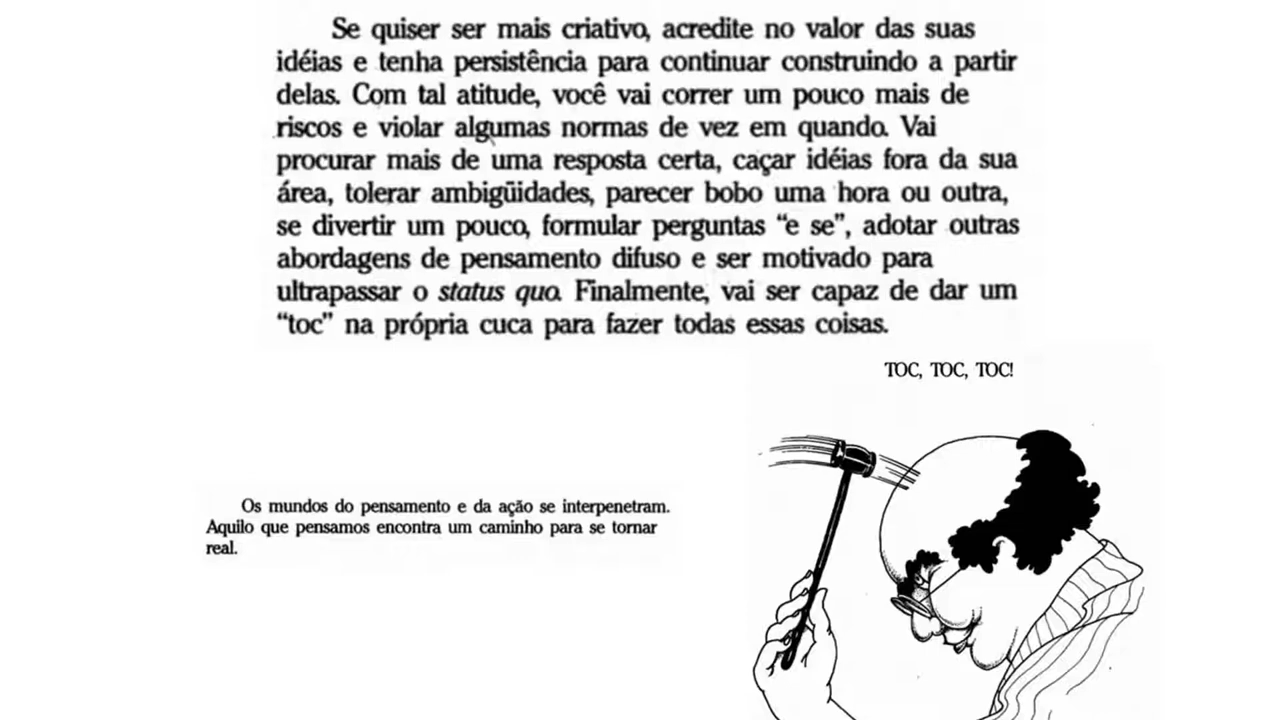 Se quiser ser mais criativo, acredite no valor das suas
idéias e tenha persistência para continuar construindo a partir
delas. Com tal atitude, você vai correr um pouco mais de
riscos e violar algumas normas de vez em quando. Vai
procurar mais de uma resposta certa, caçar idéias fora da sua
área, tolerar ambigüidades, parecer bobo uma hora ou outra,
se divertir um pouco, formular perguntas “e se”, adotar outras
abordagens de pensamento difuso e ser motivado para
ultrapassar o status quo. Finalmente, vai ser capaz de dar um
“toc” na própria cuca para fazer todas essas coisas.
TOC, TOC, TOC!
Os mundos do pensamento e da ação se interpenetram.
Aquilo que pensamos encontra um caminho para se tornar
real.